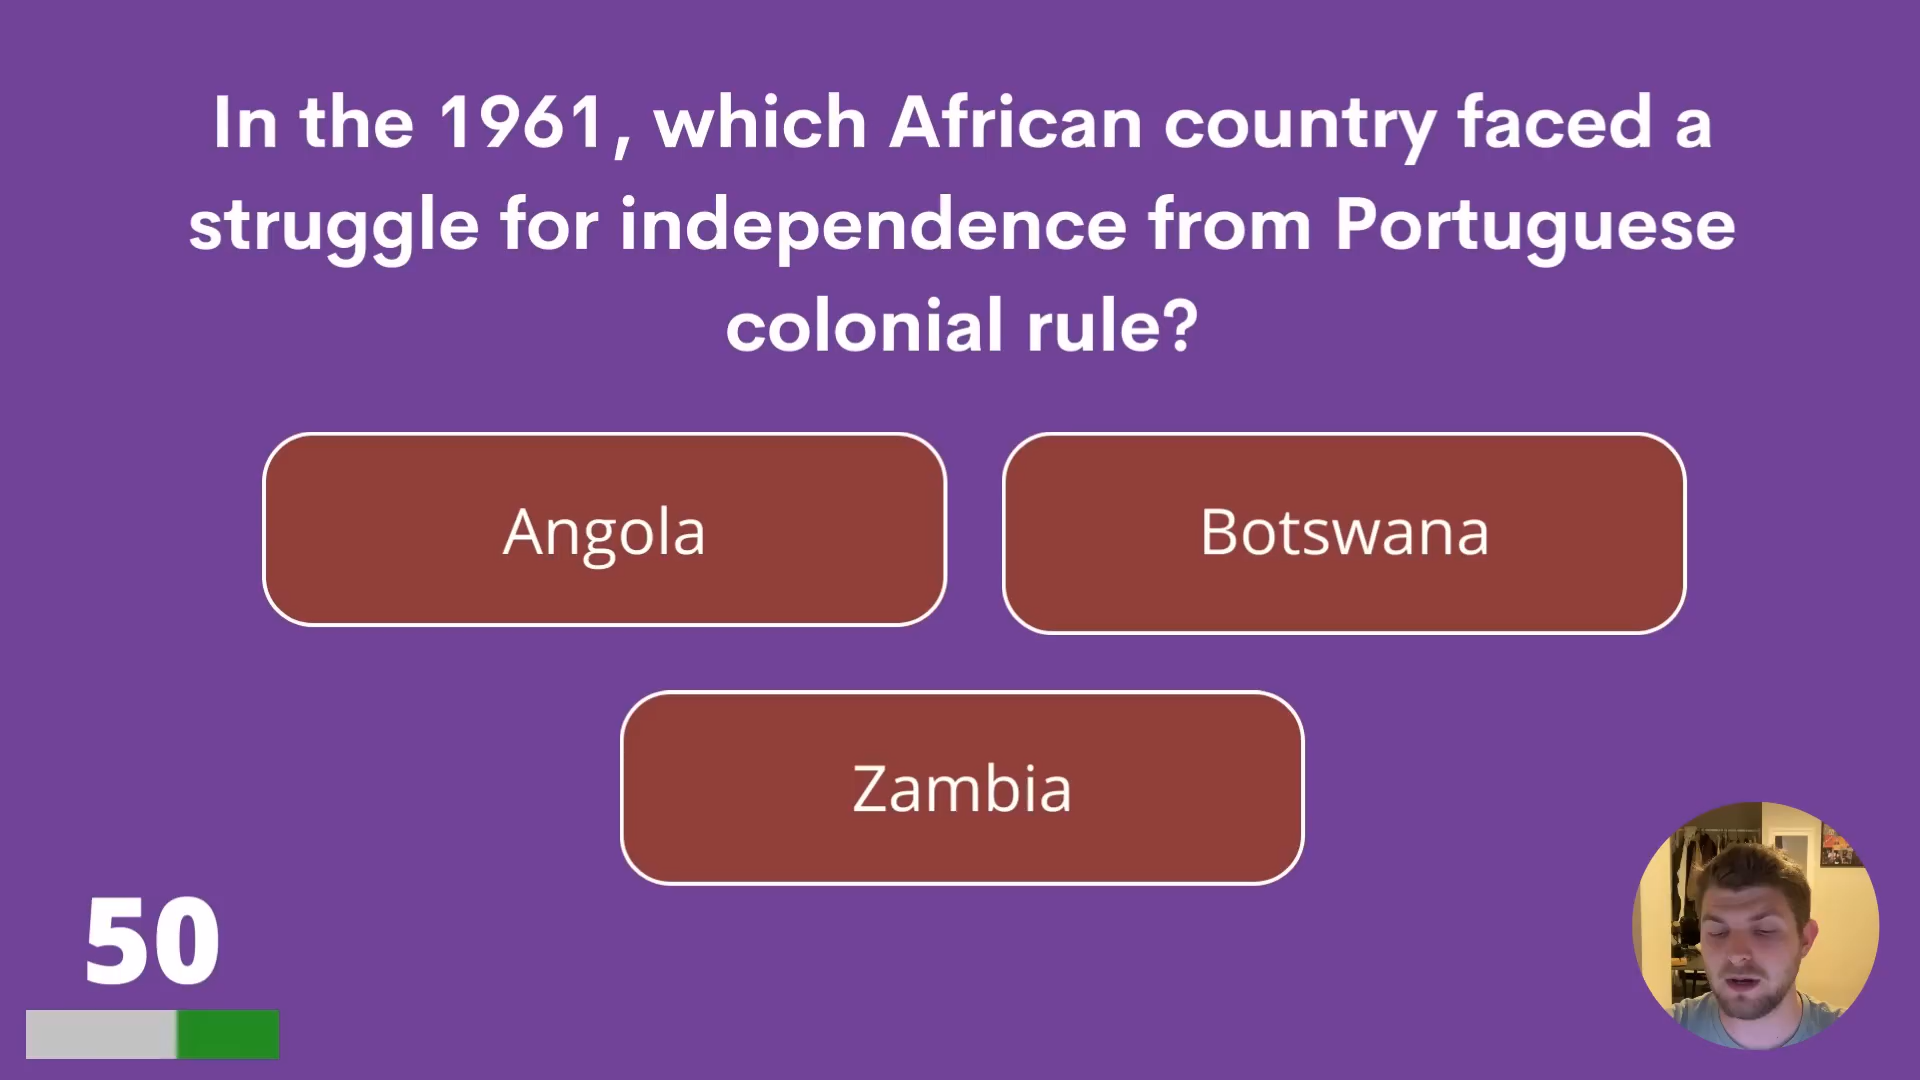 In the 1961, which African country faced a
struggle for independence from Portuguese
colonial rule?
Angola
Botswana
Zambia
50